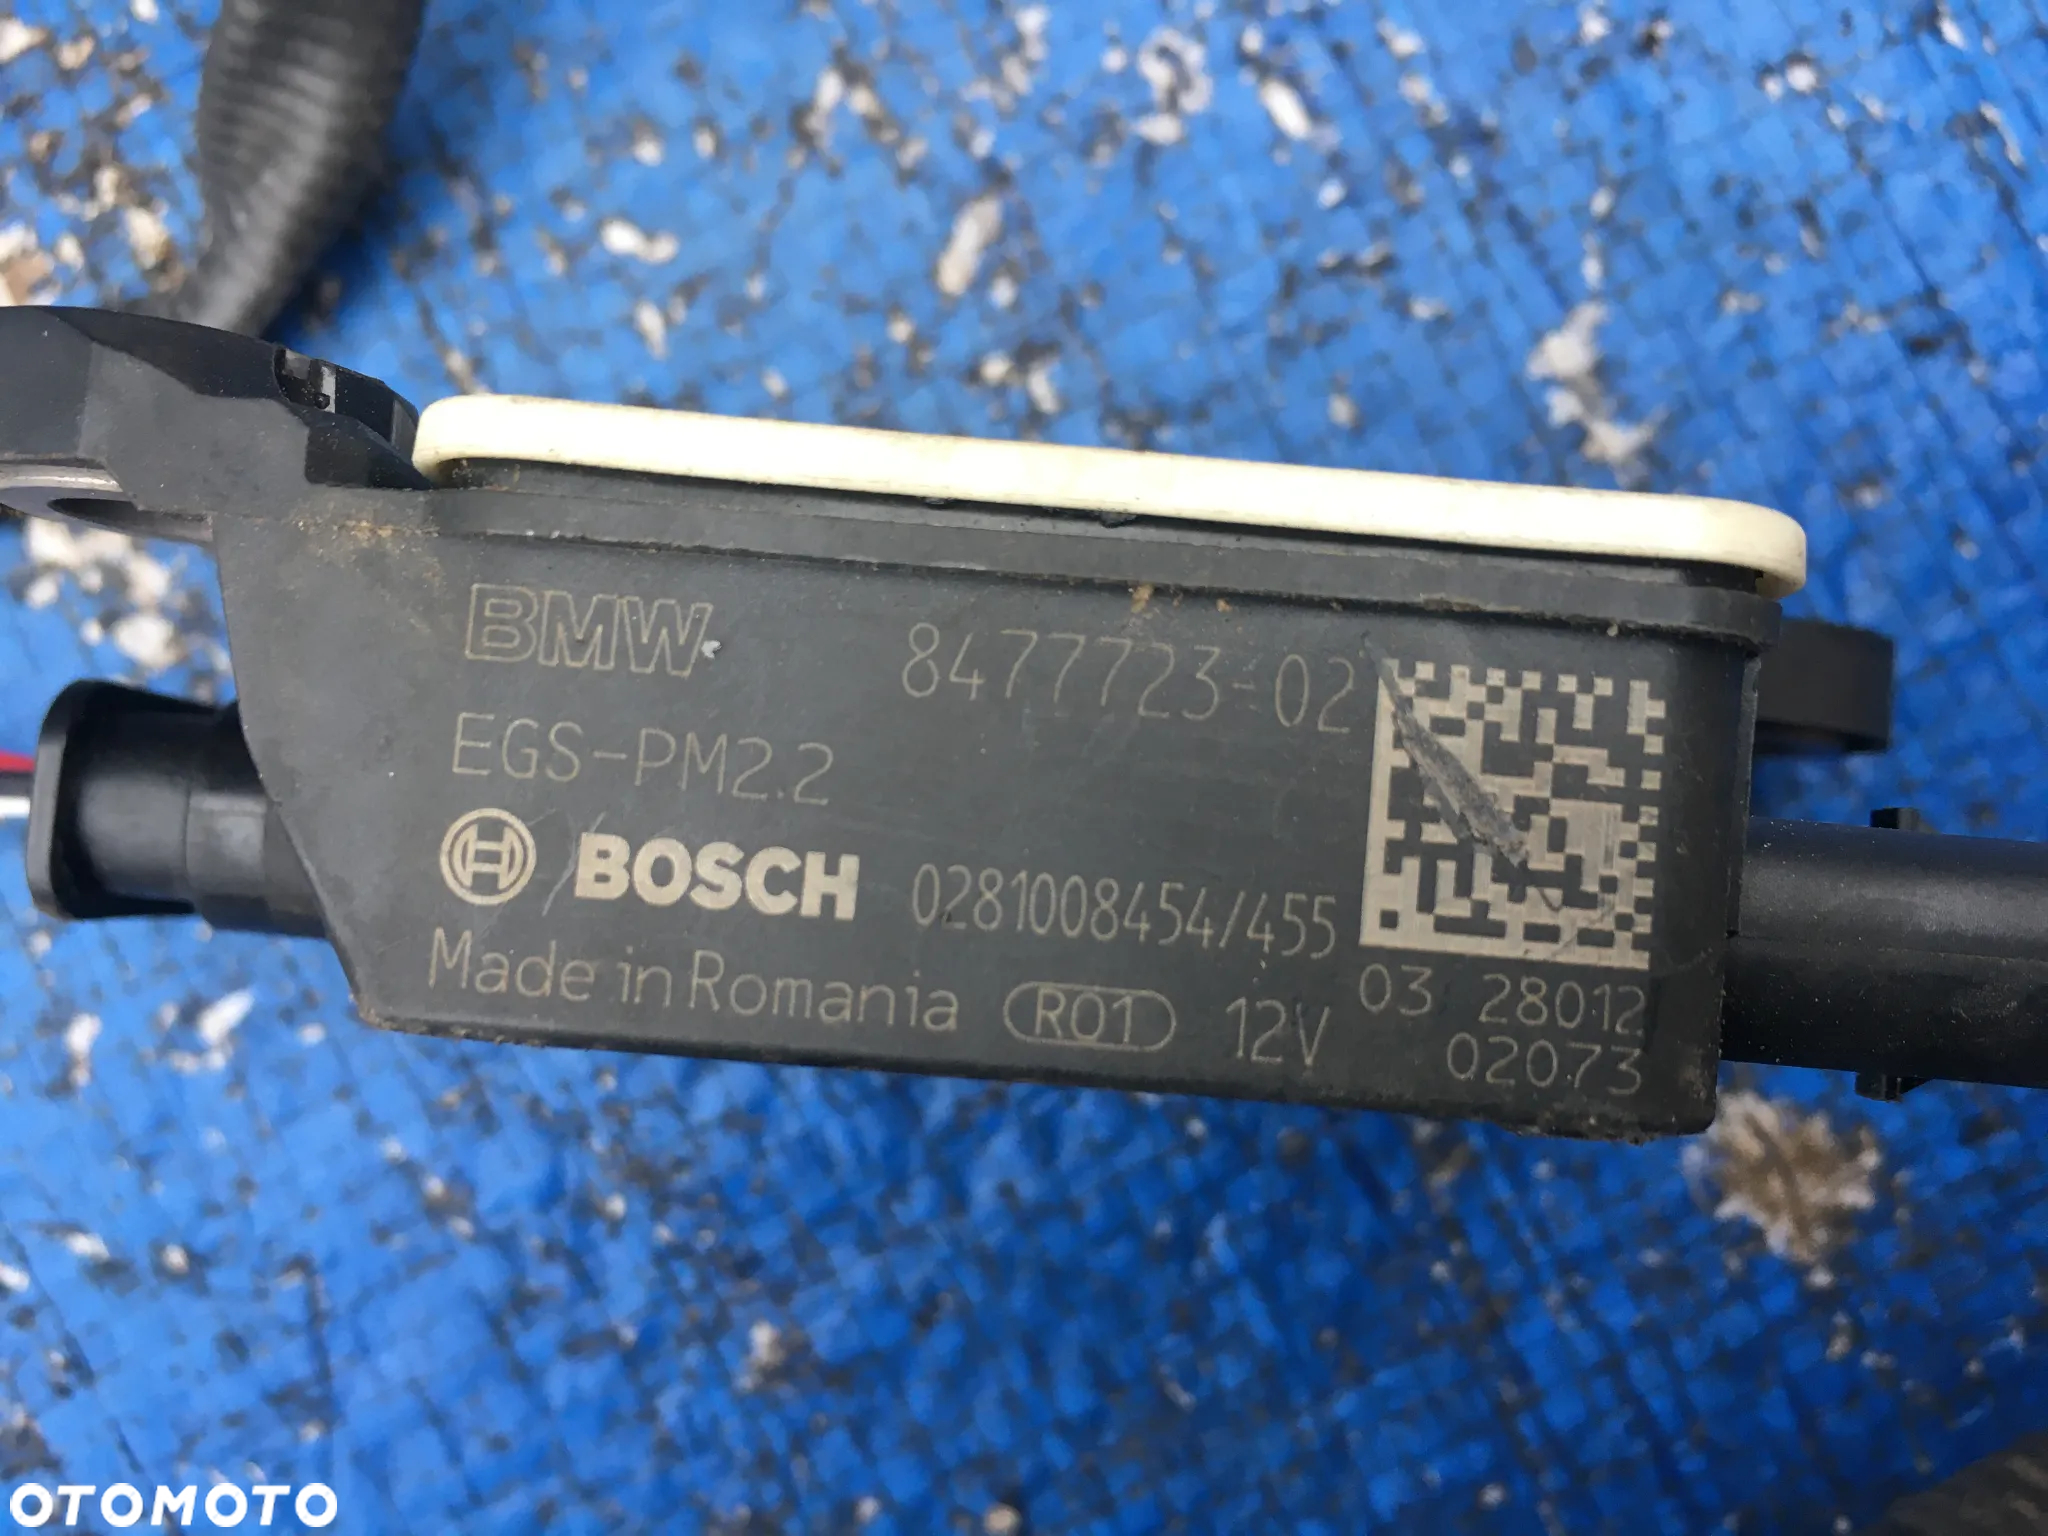 BMW 8477723-02
EGS-PM2.2
BOSCH 0281008454/455
Made in Romania R01 12V
03 28012
02073
OTOMOTO